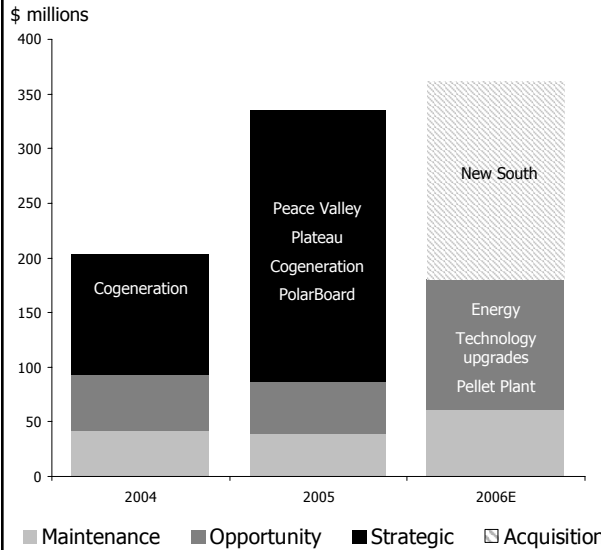 $ millions
400
350
300
250
200
150
100
50
0
Cogeneration
Peace Valley
Plateau
Cogeneration
PolarBoard
New South
Energy
Technology
upgrades
Pellet Plant
2004 2005 2006E
Maintenance Opportunity Strategic Acquisition